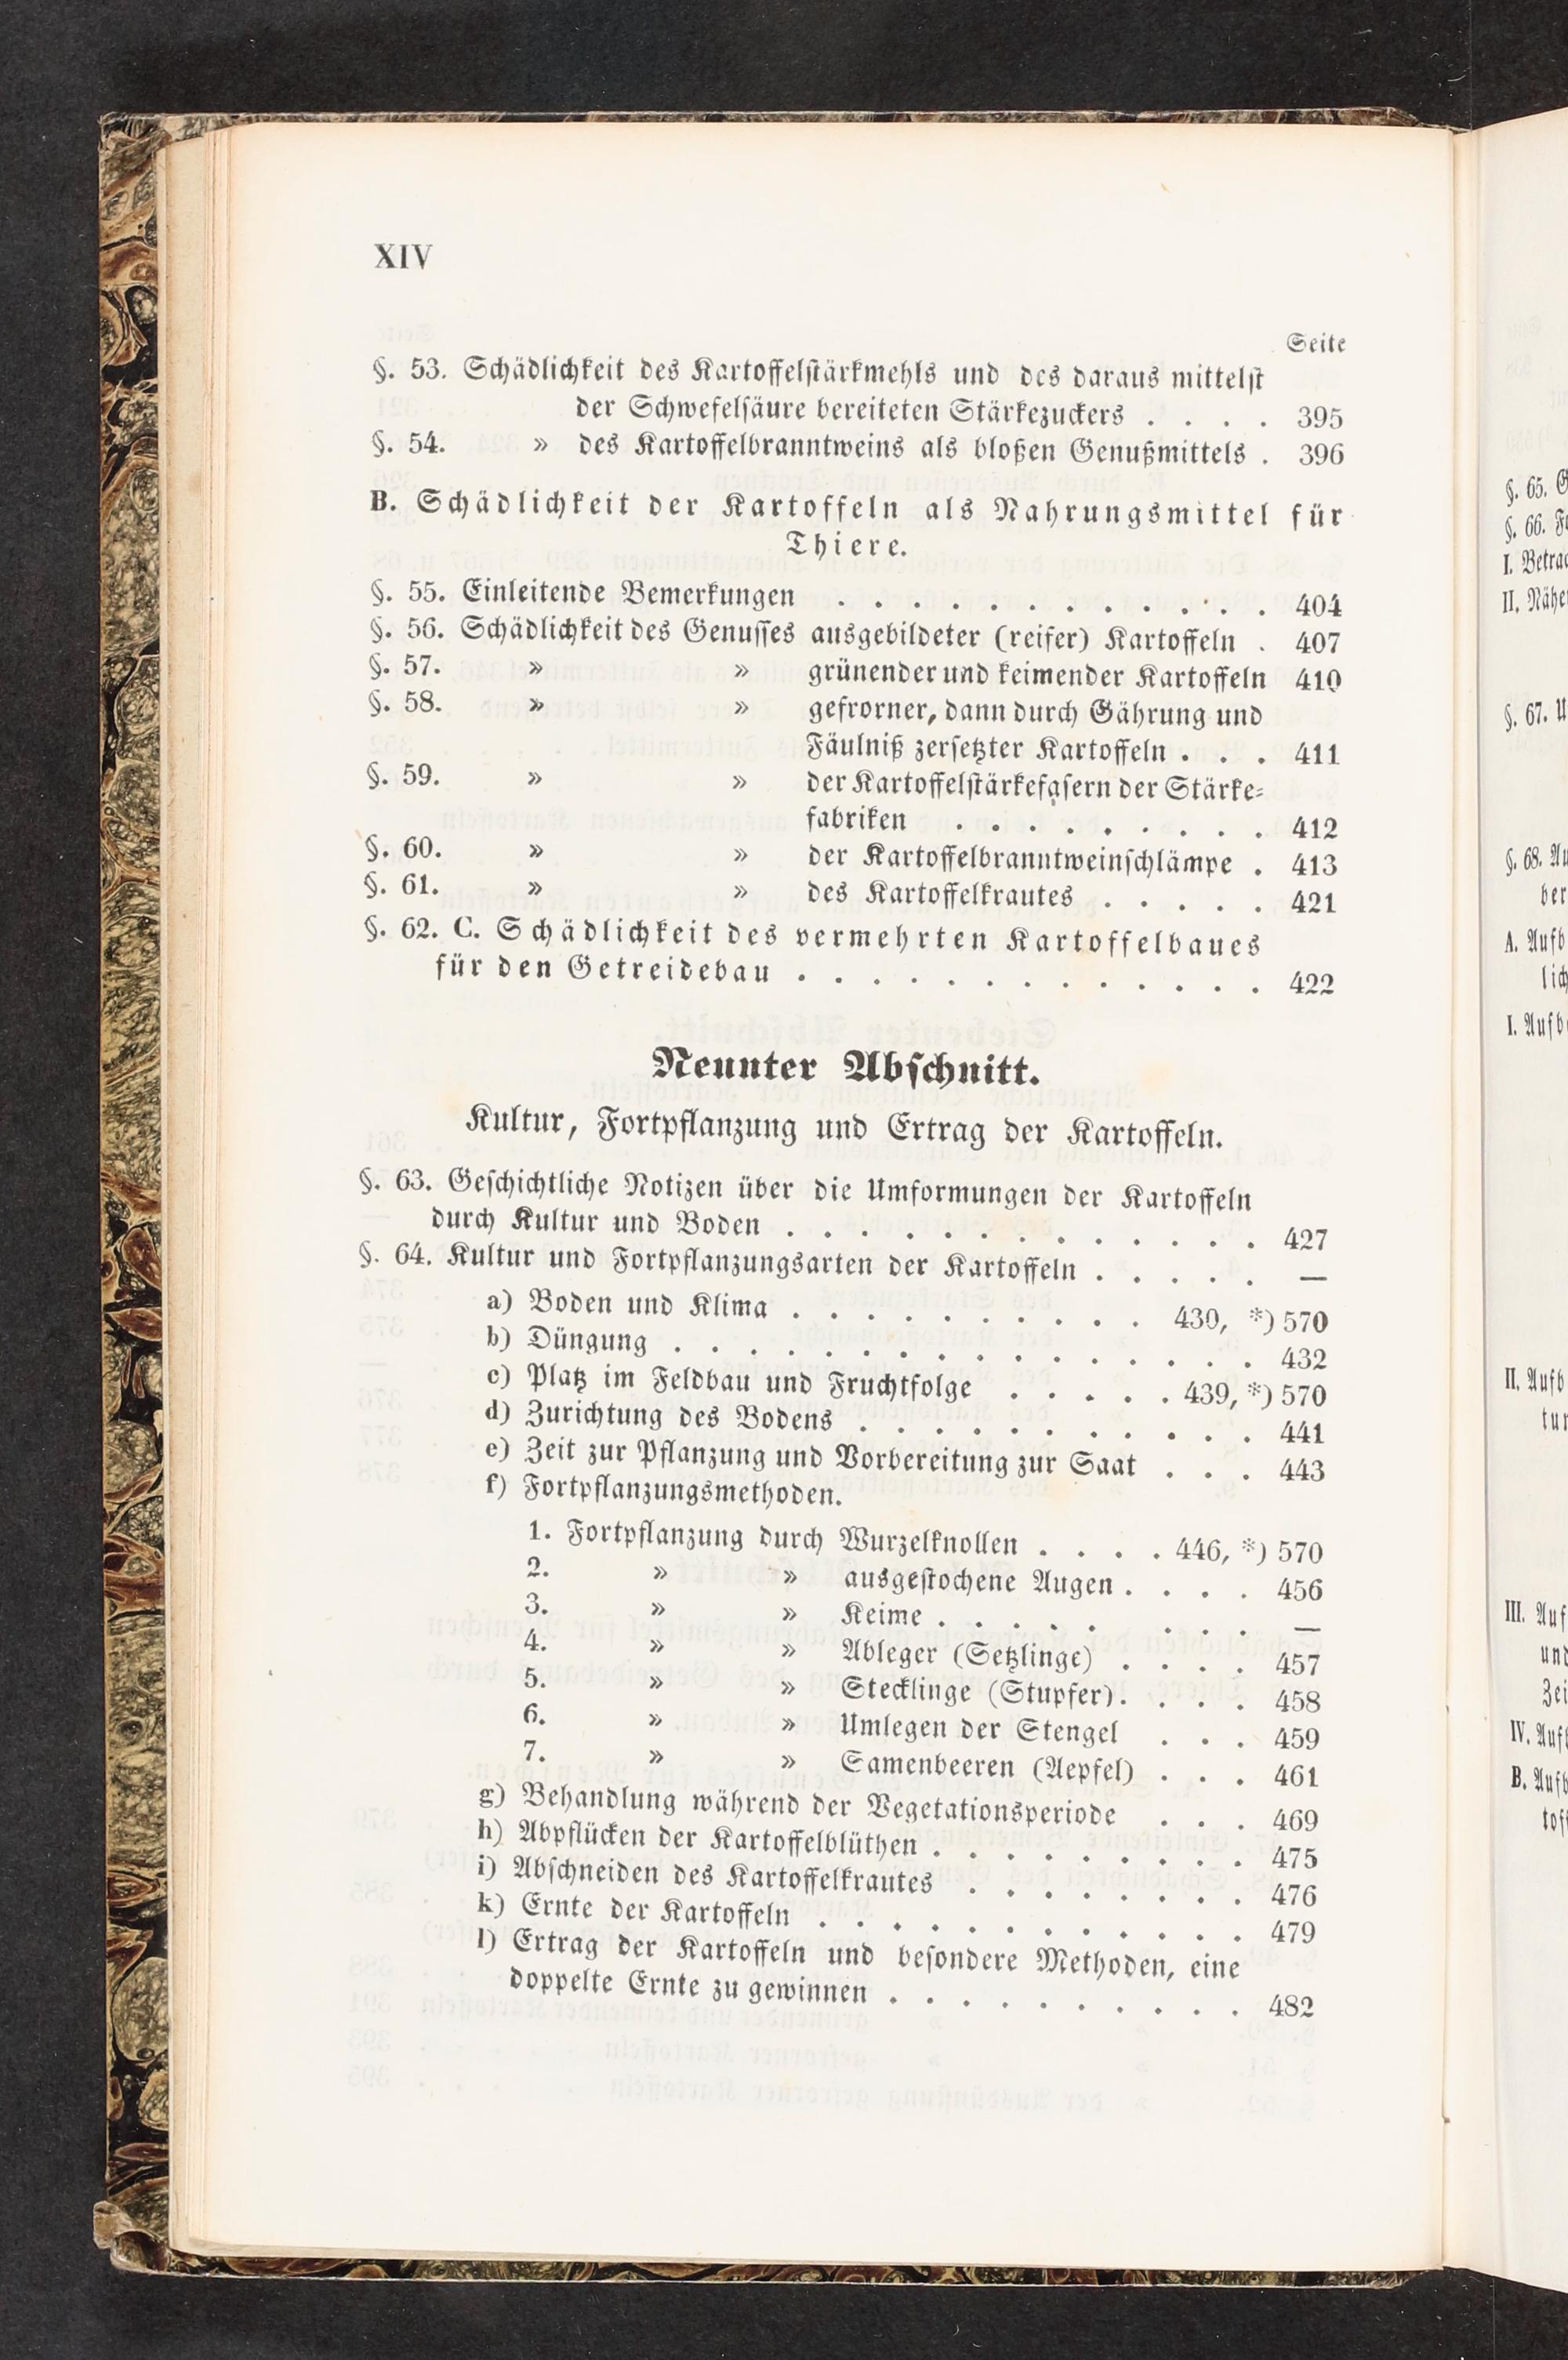 XIV
Seite
§. 53. Schädlichkeit des Kartoffelstärkmehls und des daraus mittelst
der Schwefelsäure bereiteten Stärkezuckers . . . . 395
§. 54. » des Kartoffelbranntweins als bloßen Genußmittels . 396
B. Schädlichkeit der Kartoffeln als Nahrungsmittel für
Thiere.
§. 55. Einleitende Bemerkungen . . . . . . . . . . . . 404
§. 56. Schädlichkeit des Genusses ausgebildeter (reifer) Kartoffeln . 407
§. 57. » » grünender und keimender Kartoffeln 410
§. 58. » » gefrorner, dann durch Gährung und
Fäulniß zersetzter Kartoffeln . . . 411
§. 59. » » der Kartoffelstärkefasern der Stärke-
fabriken . . . . . . . . . 412
§. 60. » » der Kartoffelbranntweinschlämpe . 413
§. 61. » » des Kartoffelkrautes . . . . . 421
§. 62. C. Schädlichkeit des vermehrten Kartoffelbaues
für den Getreidebau . . . . . . . . . . . . . 422
Neunter Abschnitt.
Kultur, Fortpflanzung und Ertrag der Kartoffeln.
§. 63. Geschichtliche Notizen über die Umformungen der Kartoffeln
durch Kultur und Boden . . . . . . . . . . . . . 427
§. 64. Kultur und Fortpflanzungsarten der Kartoffeln . . . . . —
a) Boden und Klima . . . . . . . . . . 430, *) 570
b) Düngung . . . . . . . . . . . . . . . . 432
c) Platz im Feldbau und Fruchtfolge . . . . . 439, *) 570
d) Zurichtung des Bodens . . . . . . . . . . . 441
e) Zeit zur Pflanzung und Vorbereitung zur Saat . . . 443
f) Fortpflanzungsmethoden.
1. Fortpflanzung durch Wurzelknollen . . . . 446, *) 570
2. » » ausgestochene Augen . . . . 456
3. » » Keime . . . . . . . . —
4. » » Ableger (Setzlinge) . . . . 457
5. » » Stecklinge (Stupfer) . . . . 458
6. » » Umlegen der Stengel . . . 459
7. » » Samenbeeren (Aepfel) . . . 461
g) Behandlung während der Vegetationsperiode . . . 469
h) Abpflücken der Kartoffelblüthen . . . . . . . . . 475
i) Abschneiden des Kartoffelkrautes . . . . . . . . 476
k) Ernte der Kartoffeln . . . . . . . . . . . . 479
l) Ertrag der Kartoffeln und besondere Methoden, eine
doppelte Ernte zu gewinnen . . . . . . . . . . 482
§. 65.
§. 66.
I.
II.
§. 67.
§. 68.
A.
I.
II.
III.
IV.
B.